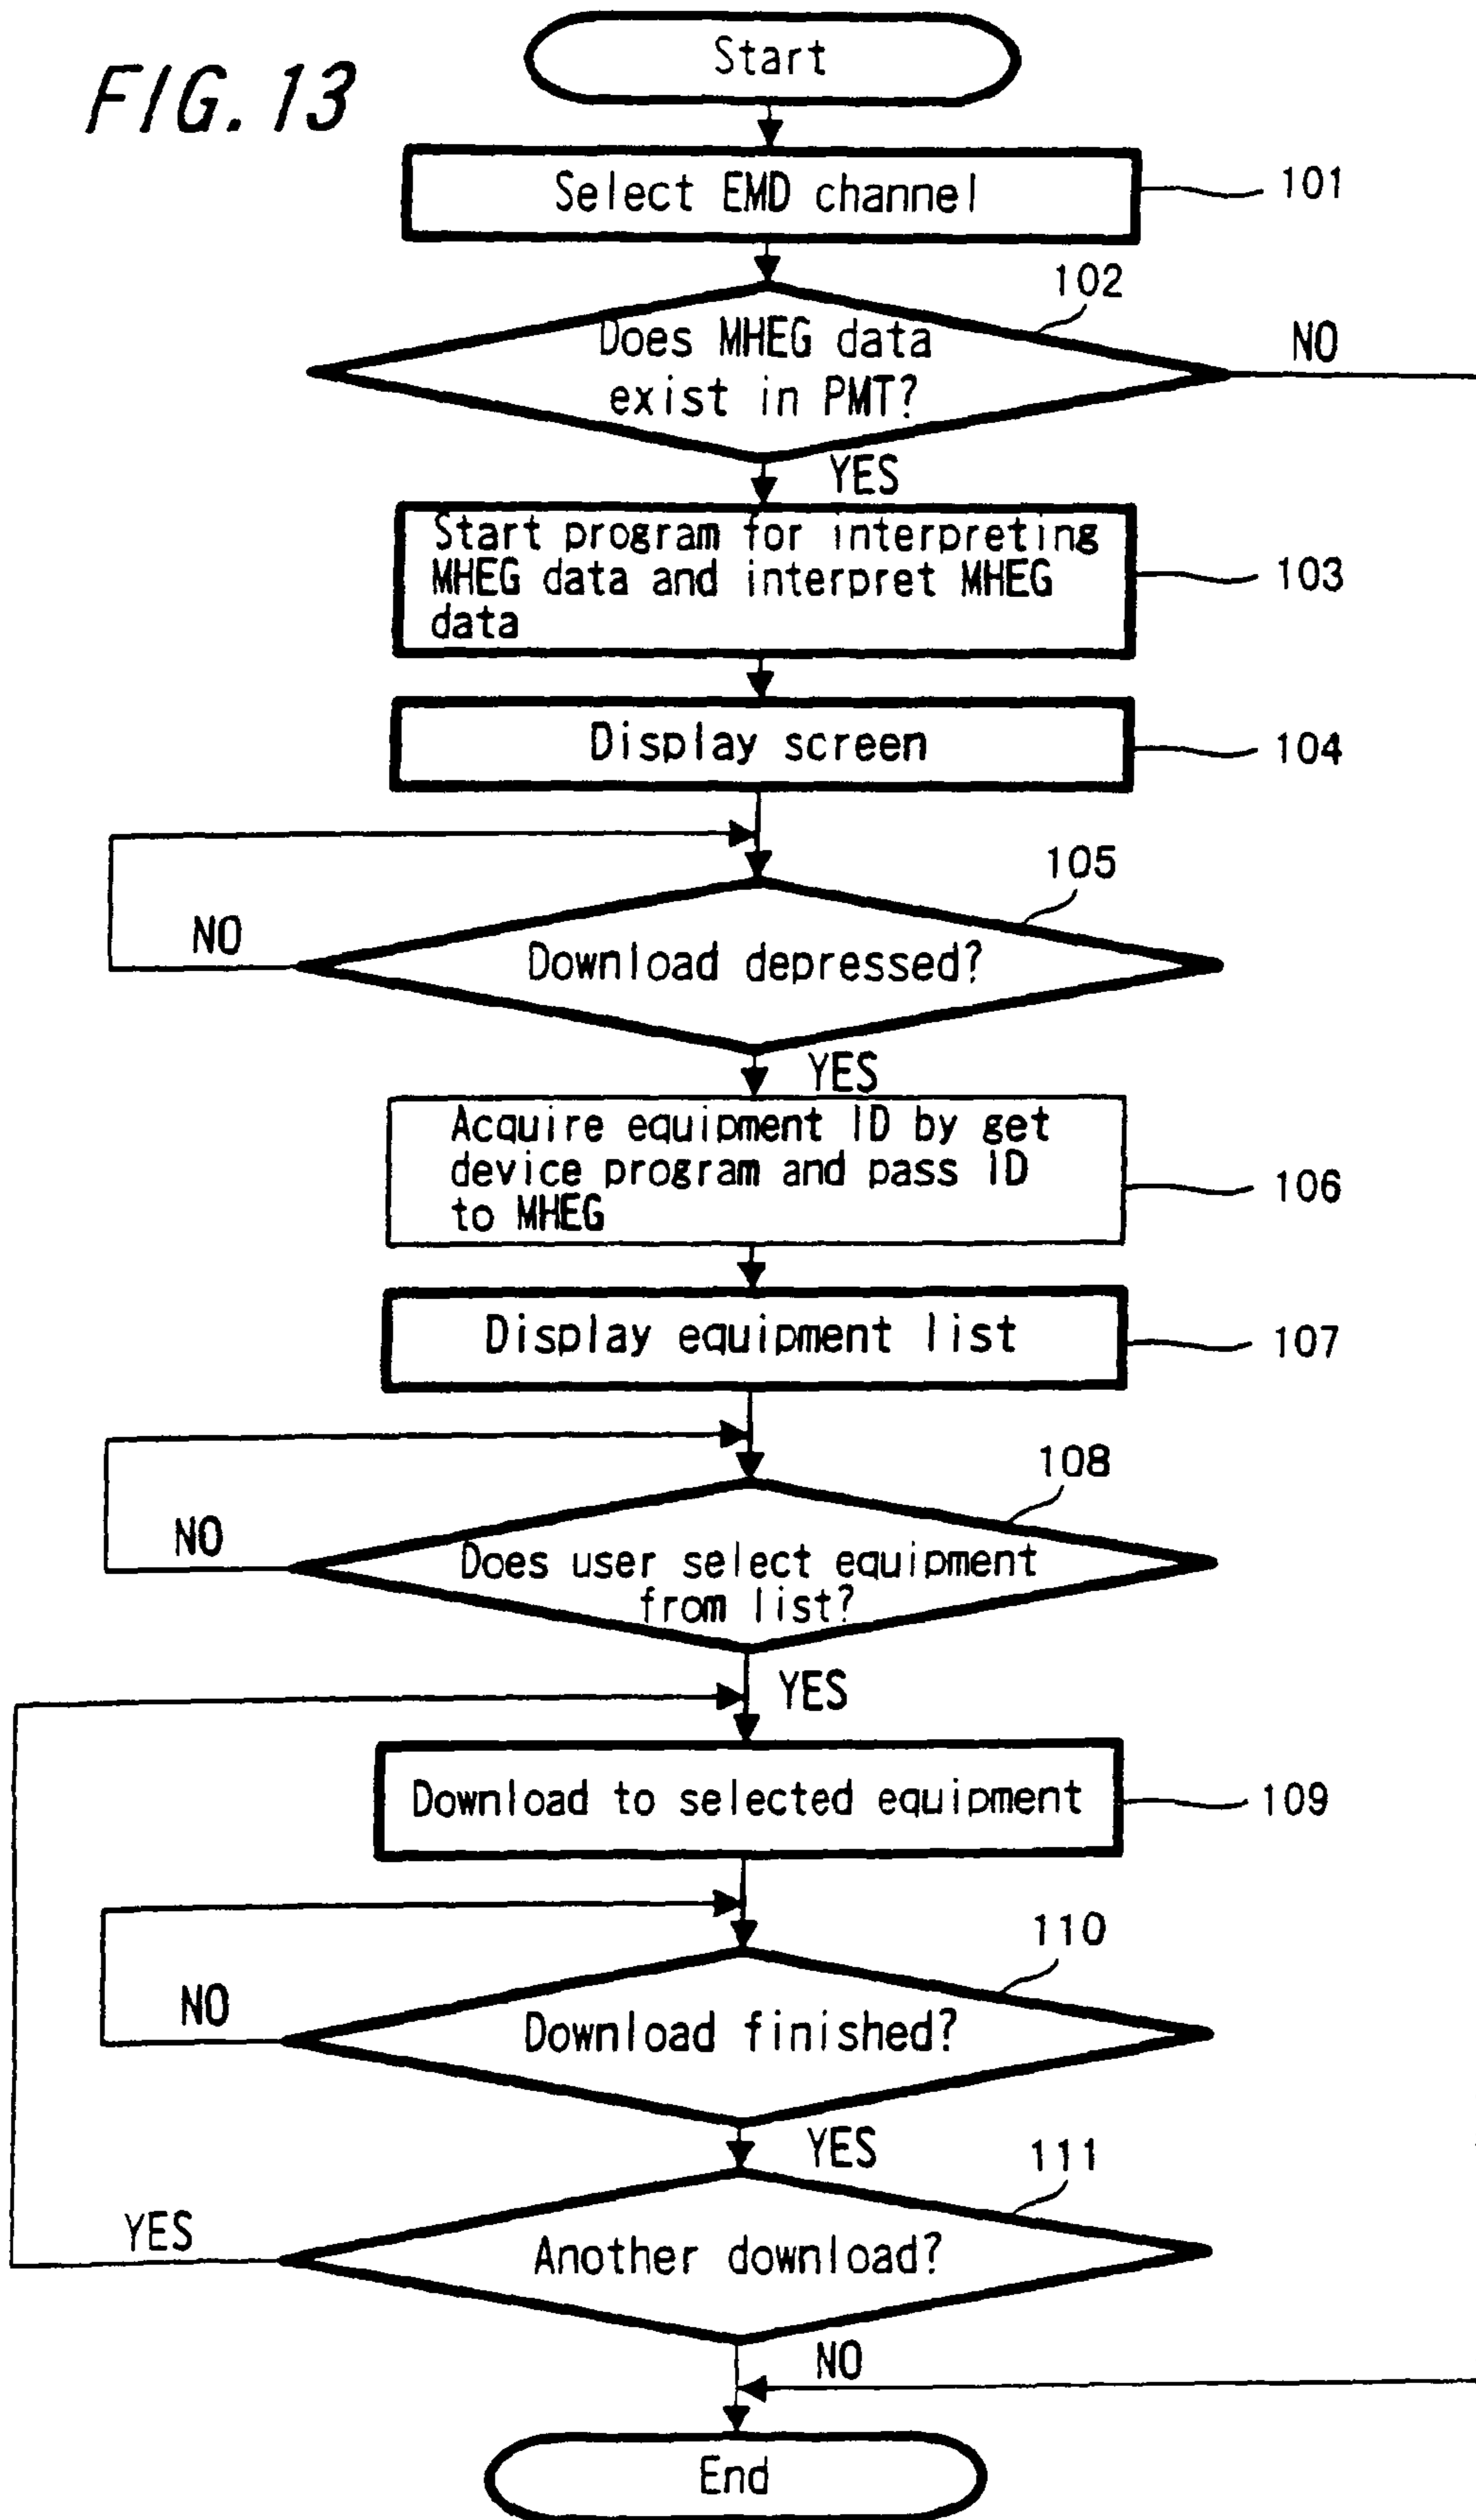 FIG. 13
Start
Select EMD channel
101
102
Does MHEG data
exist in PMT?
NO
YES
Start program for interpreting
MHEG data and interpret MHEG
data
103
Display screen
104
105
NO
Download depressed?
YES
Acquire equipment ID by get
device program and pass ID
to MHEG
106
Display equipment list
107
108
NO
Does user select equipment
from list?
YES
Download to selected equipment
109
110
NO
Download finished?
YES
111
YES
Another download?
NO
End